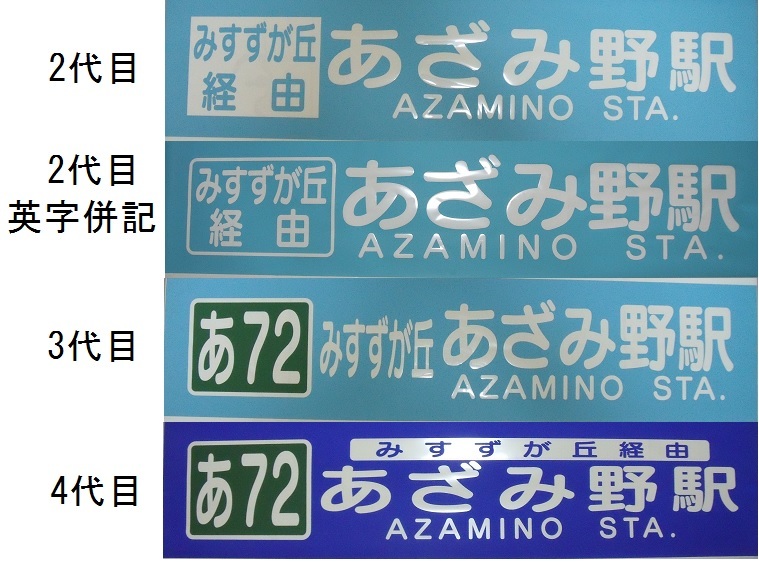 2代目
みすずが丘
経由
あざみ野駅
AZAMINO STA.
2代目
英字併記
みすずが丘
経由
あざみ野駅
AZAMINO STA.
3代目
あ72
みすずが丘
あざみ野駅
AZAMINO STA.
4代目
あ72
みすずが丘経由
あざみ野駅
AZAMINO STA.